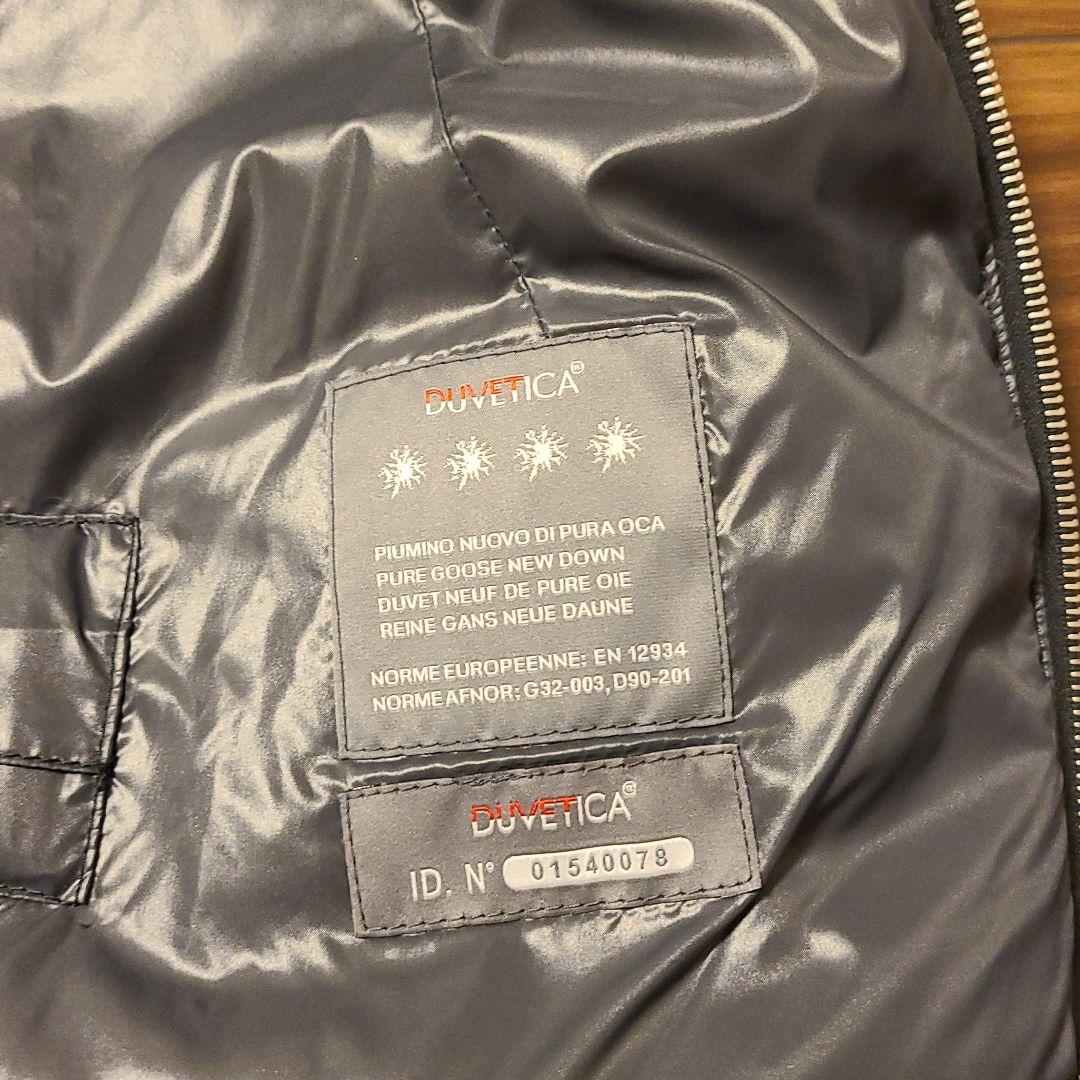 DUVETICA®
PIUMINO NUOVO DI PURA OCA
PURE GOOSE NEW DOWN
DUVET NEUF DE PURE OIE
REINE GANS NEUE DAUNE
NORME EUROPEENNE: EN 12934
NORME AFNOR: G32-003, D90-201
DUVETICA®
ID. N° 01540078